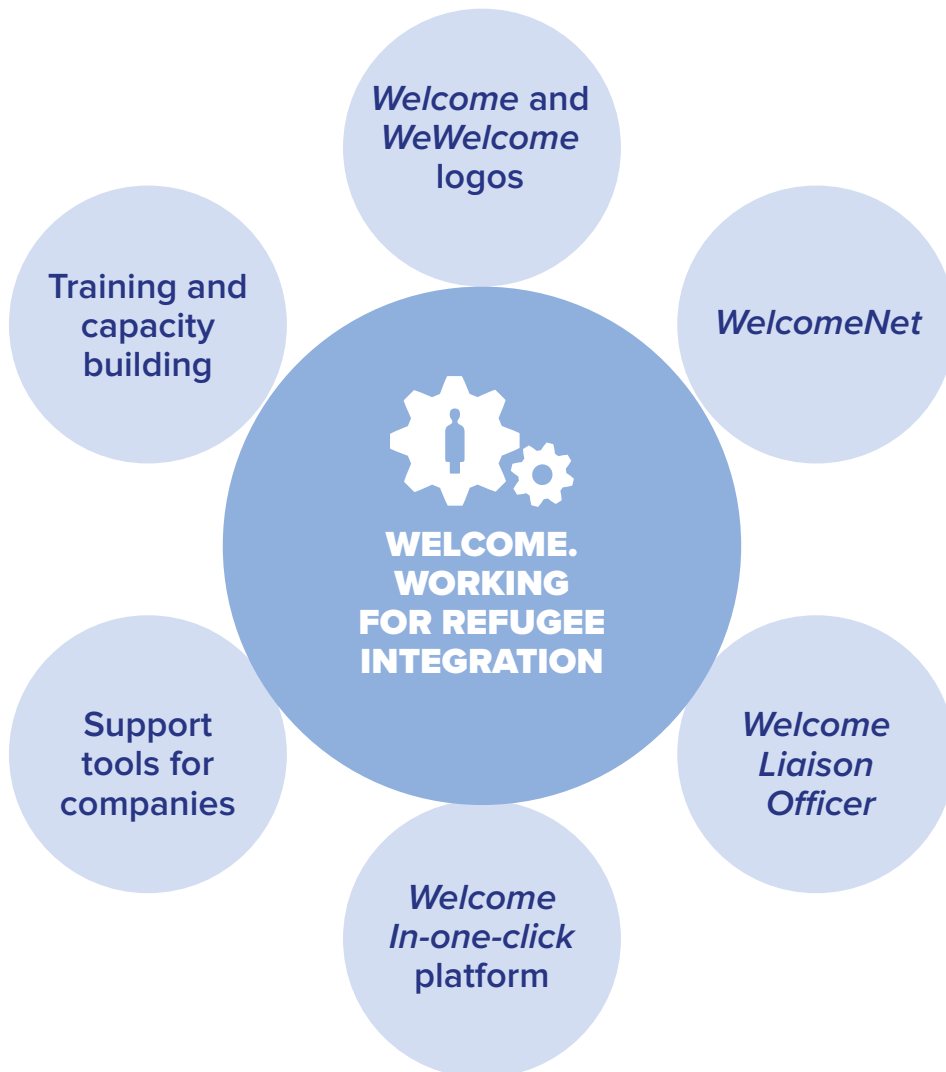 Welcome and
WeWelcome
logos
WelcomeNet
Welcome
Liaison
Officer
Welcome
In-one-click
platform
Support
tools for
companies
Training and
capacity
building
WELCOME.
WORKING
FOR REFUGEE
INTEGRATION